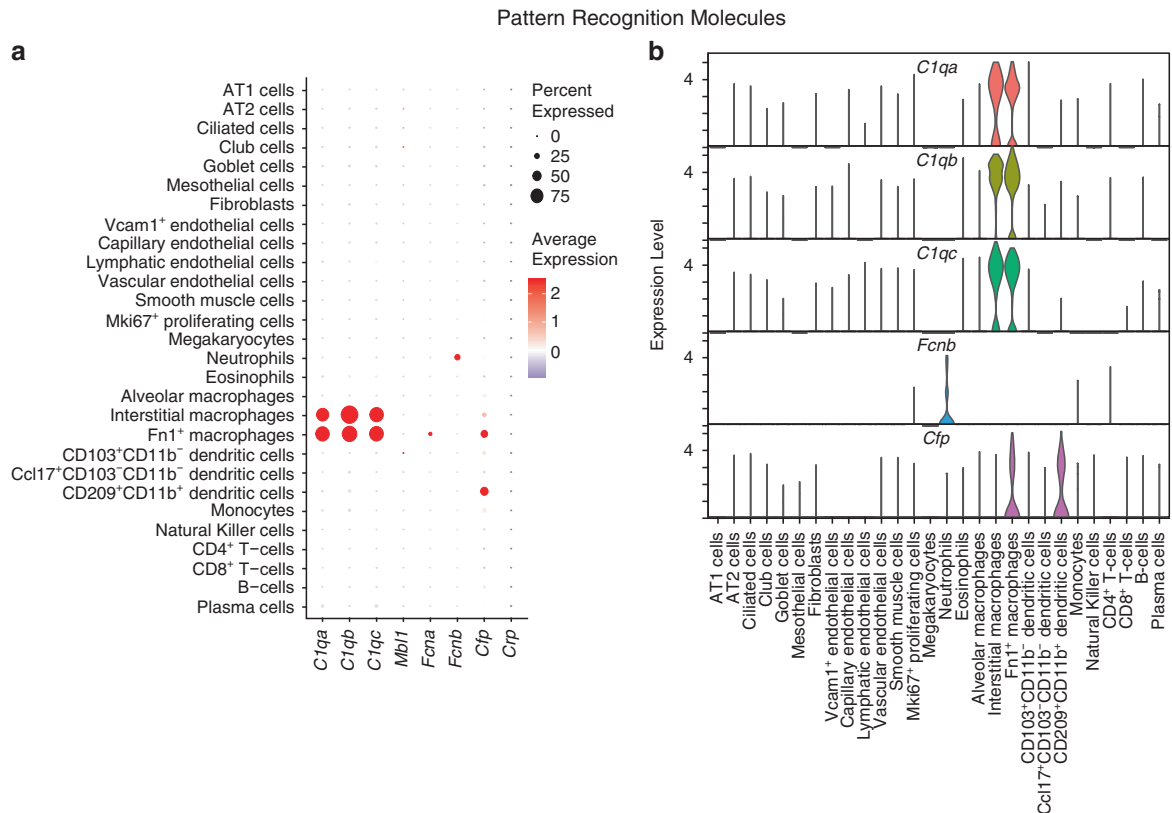 Pattern Recognition Molecules
a
AT1 cells
AT2 cells
Ciliated cells
Club cells
Goblet cells
Mesothelial cells
Fibroblasts
Vcam1⁺ endothelial cells
Capillary endothelial cells
Lymphatic endothelial cells
Vascular endothelial cells
Smooth muscle cells
Mki67⁺ proliferating cells
Megakaryocytes
Neutrophils
Eosinophils
Alveolar macrophages
Interstitial macrophages
Fn1⁺ macrophages
CD103⁺CD11b⁻ dendritic cells
Ccl17⁺CD103⁻CD11b⁻ dendritic cells
CD209⁺CD11b⁺ dendritic cells
Monocytes
Natural Killer cells
CD4⁺ T−cells
CD8⁺ T−cells
B−cells
Plasma cells
C1qa
C1qb
C1qc
Mbl1
Fcna
Fcnb
Cfp
Crp
Percent
Expressed
0
25
50
75
Average
Expression
2
1
0
b
Expression Level
C1qa
4
C1qb
4
C1qc
4
Fcnb
4
Cfp
4
AT1 cells
AT2 cells
Ciliated cells
Club cells
Goblet cells
Mesothelial cells
Fibroblasts
Vcam1⁺ endothelial cells
Capillary endothelial cells
Lymphatic endothelial cells
Vascular endothelial cells
Smooth muscle cells
Mki67⁺ proliferating cells
Megakaryocytes
Neutrophils
Eosinophils
Alveolar macrophages
Interstitial macrophages
Fn1⁺ macrophages
CD103⁺CD11b⁻ dendritic cells
Ccl17⁺CD103⁻CD11b⁻ dendritic cells
CD209⁺CD11b⁺ dendritic cells
Monocytes
Natural Killer cells
CD4⁺ T-cells
CD8⁺ T-cells
B-cells
Plasma cells